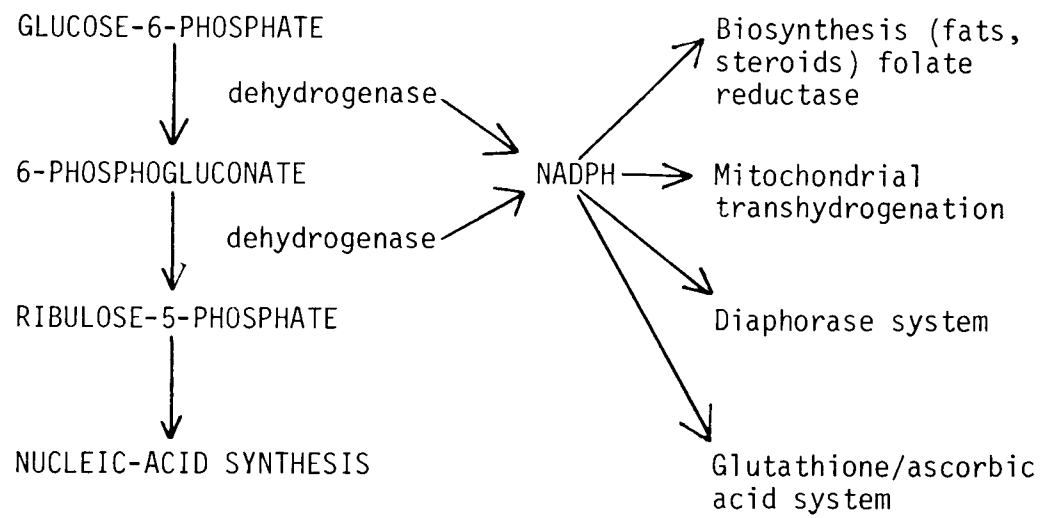 GLUCOSE-6-PHOSPHATE
dehydrogenase
6-PHOSPHOGLUCONATE
dehydrogenase
RIBULOSE-5-PHOSPHATE
NUCLEIC-ACID SYNTHESIS
NADPH
Biosynthesis (fats,
steroids) folate
reductase
Mitochondrial
transhydrogenation
Diaphorase system
Glutathione/ascorbic
acid system